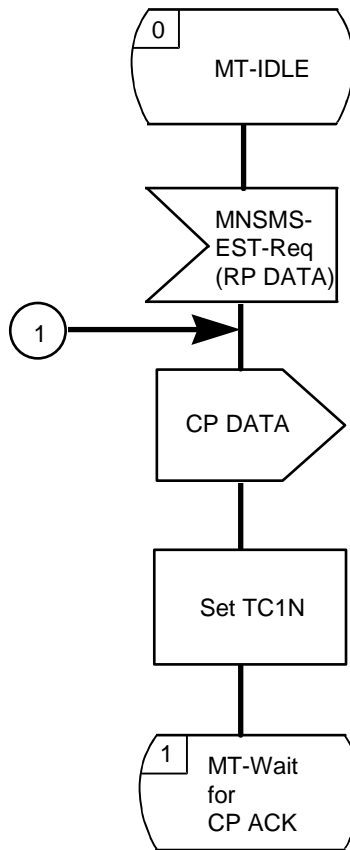 0
MT-IDLE
MNSMS-
EST-Req
(RP DATA)
1
CP DATA
Set TC1N
1
MT-Wait
for
CP ACK